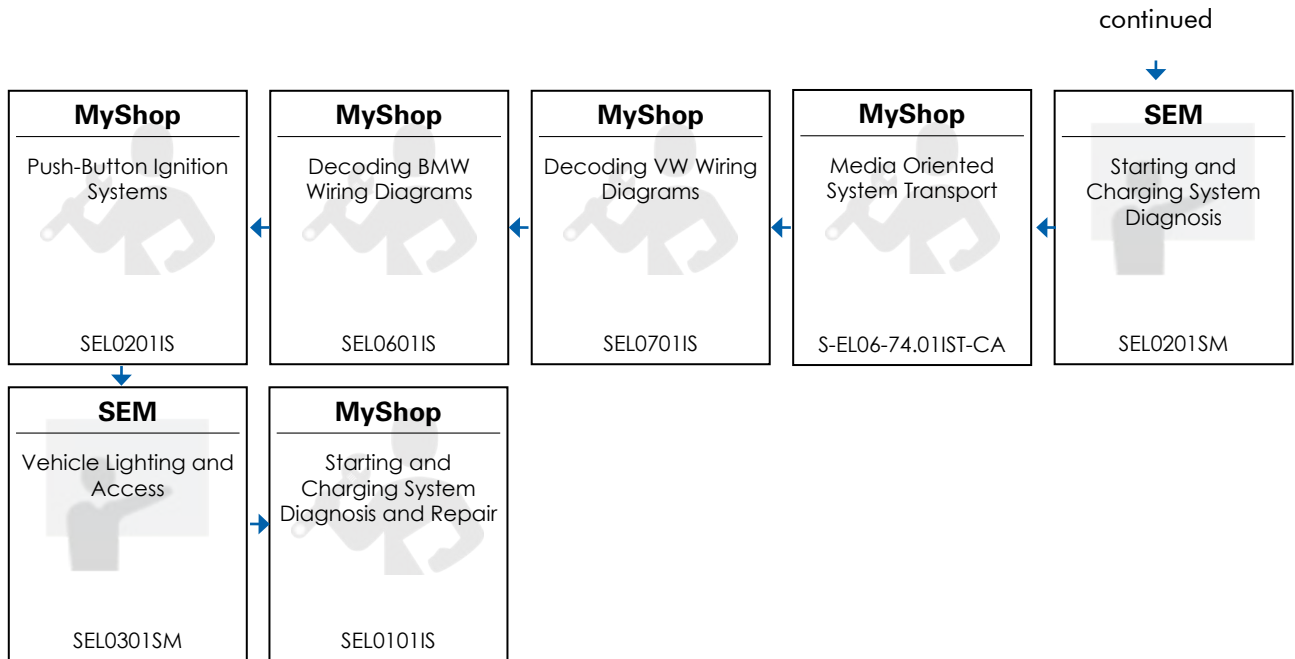 continued
MyShop
Push-Button Ignition
Systems
SEL0201IS
MyShop
Decoding BMW
Wiring Diagrams
SEL0601IS
MyShop
Decoding VW Wiring
Diagrams
SEL0701IS
MyShop
Media Oriented
System Transport
S-EL06-74.01IST-CA
SEM
Starting and
Charging System
Diagnosis
SEL0201SM
SEM
Vehicle Lighting and
Access
SEL0301SM
MyShop
Starting and
Charging System
Diagnosis and Repair
SEL0101IS